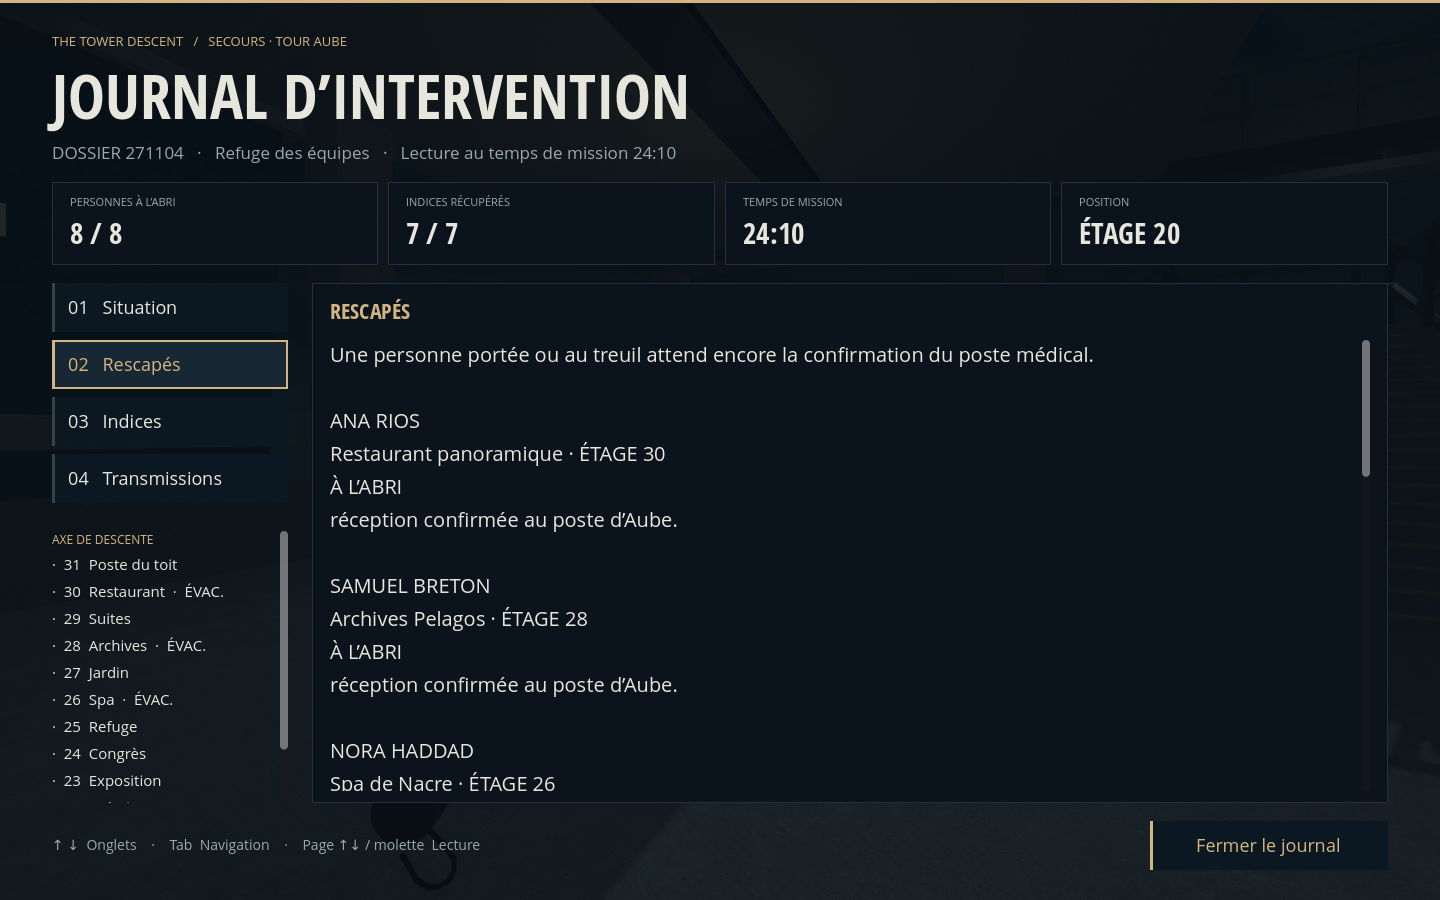 THE TOWER DESCENT / SECOURS · TOUR AUBE
JOURNAL D’INTERVENTION
DOSSIER 271104 · Refuge des équipes · Lecture au temps de mission 24:10
PERSONNES À L’ABRI
8 / 8
INDICES RÉCUPÉRÉS
7 / 7
TEMPS DE MISSION
24:10
POSITION
ÉTAGE 20
01 Situation
02 Rescapés
03 Indices
04 Transmissions
AXE DE DESCENTE
· 31 Poste du toit
· 30 Restaurant · ÉVAC.
· 29 Suites
· 28 Archives · ÉVAC.
· 27 Jardin
· 26 Spa · ÉVAC.
· 25 Refuge
· 24 Congrès
· 23 Exposition
RESCAPÉS
Une personne portée ou au treuil attend encore la confirmation du poste médical.
ANA RIOS
Restaurant panoramique · ÉTAGE 30
À L’ABRI
réception confirmée au poste d’Aube.
SAMUEL BRETON
Archives Pelagos · ÉTAGE 28
À L’ABRI
réception confirmée au poste d’Aube.
NORA HADDAD
Spa de Nacre · ÉTAGE 26
↑ ↓ Onglets · Tab Navigation · Page ↑ ↓ / molette Lecture
Fermer le journal